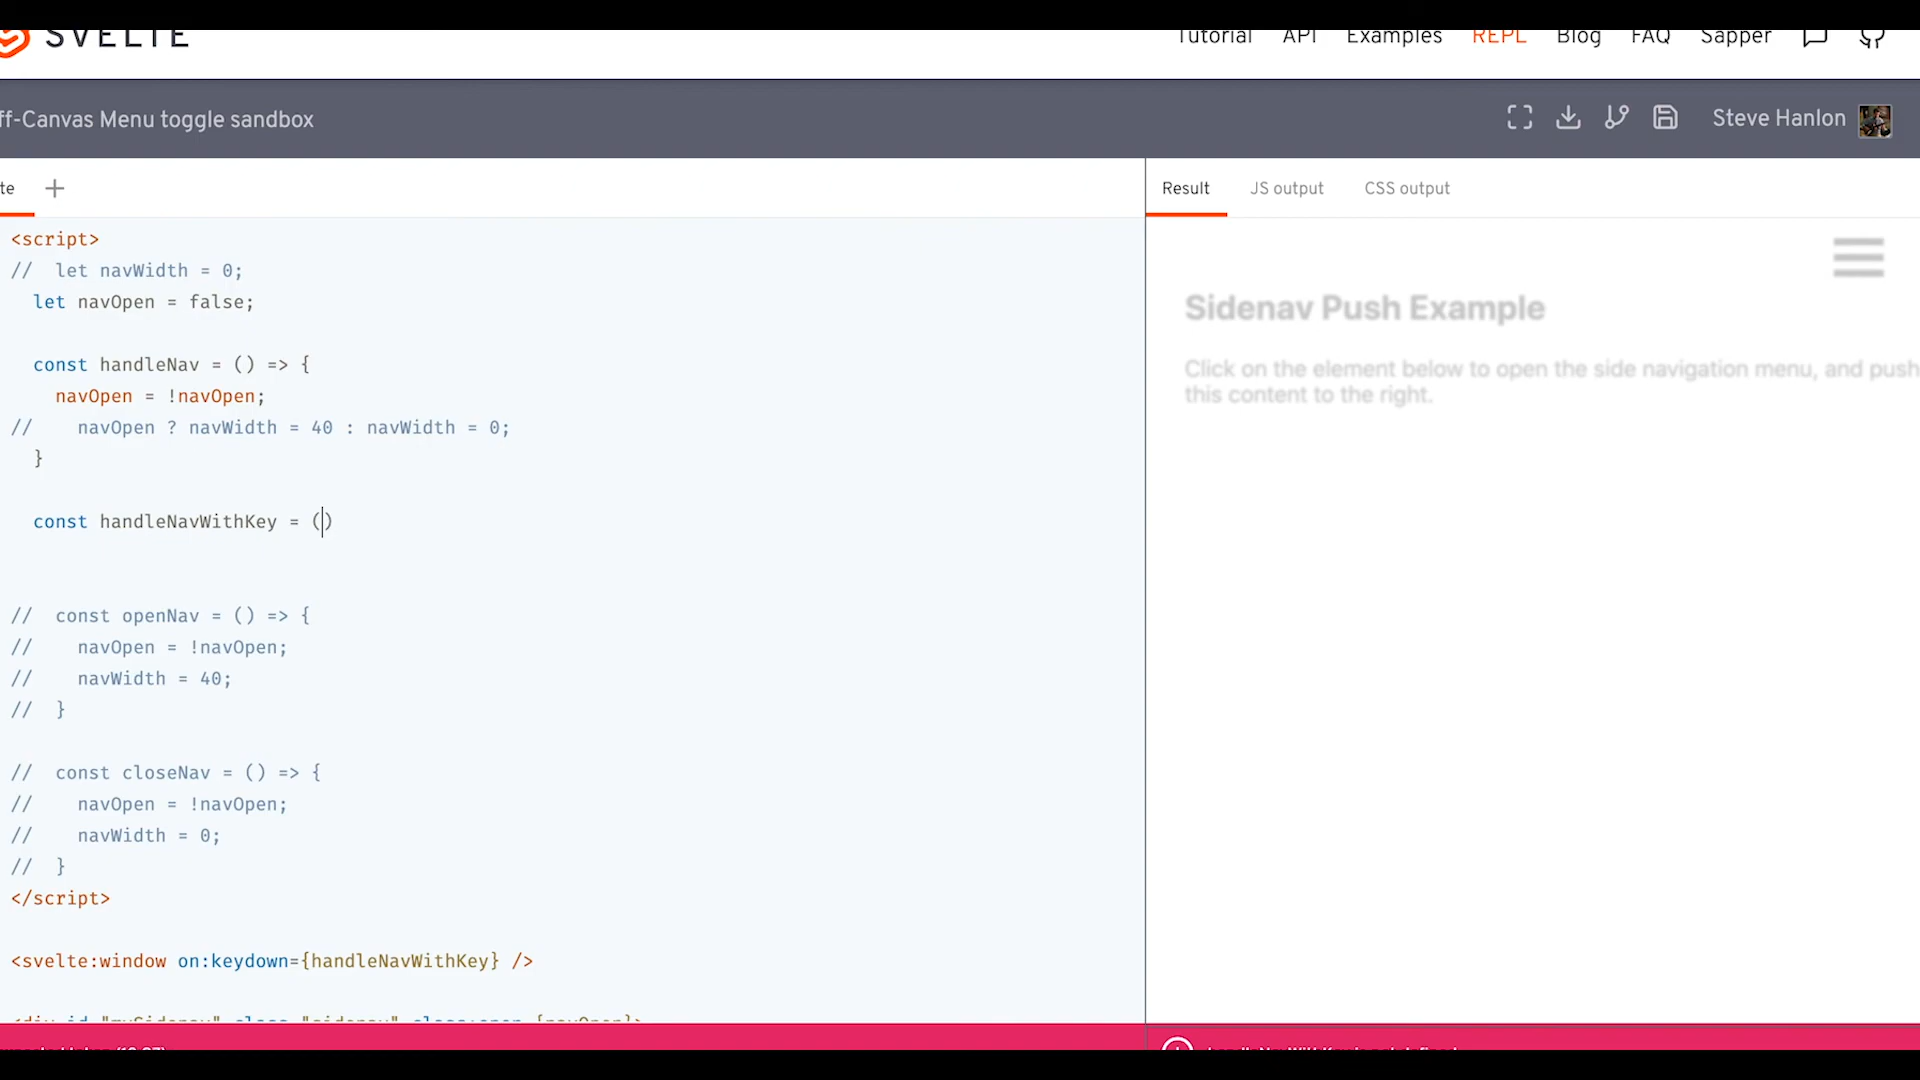 SVELTE
Tutorial API Examples REPL Blog FAQ Sapper
ff-Canvas Menu toggle sandbox
Steve Hanlon
te +
Result JS output CSS output
<script>
//  let navWidth = 0;
  let navOpen = false;
  const handleNav = () => {
    navOpen = !navOpen;
//    navOpen ? navWidth = 40 : navWidth = 0;
  }
  const handleNavWithKey = ()
//  const openNav = () => {
//    navOpen = !navOpen;
//    navWidth = 40;
//  }
//  const closeNav = () => {
//    navOpen = !navOpen;
//    navWidth = 0;
//  }
</script>
<svelte:window on:keydown={handleNavWithKey} />
Sidenav Push Example
Click on the element below to open the side navigation menu, and push
this content to the right.